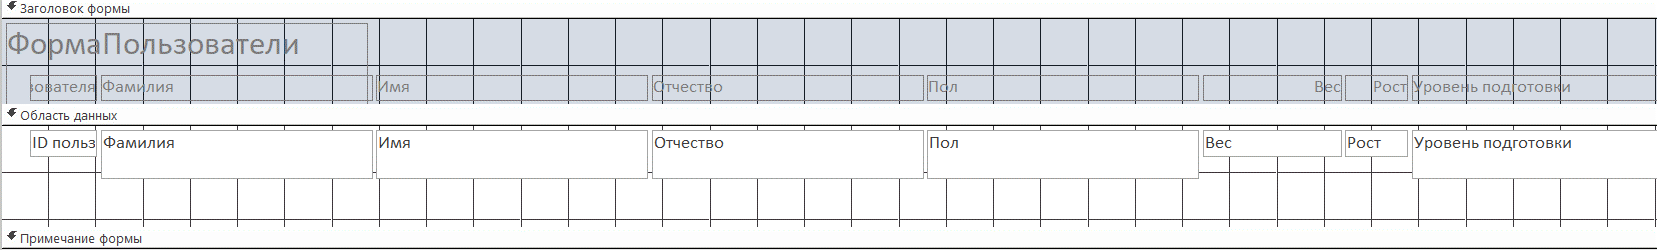 Заголовок формы
ФормаПользователи
зователя Фамилия Имя Отчество Пол Вес Рост Уровень подготовки
Область данных
ID польз Фамилия Имя Отчество Пол Вес Рост Уровень подготовки
Примечание формы